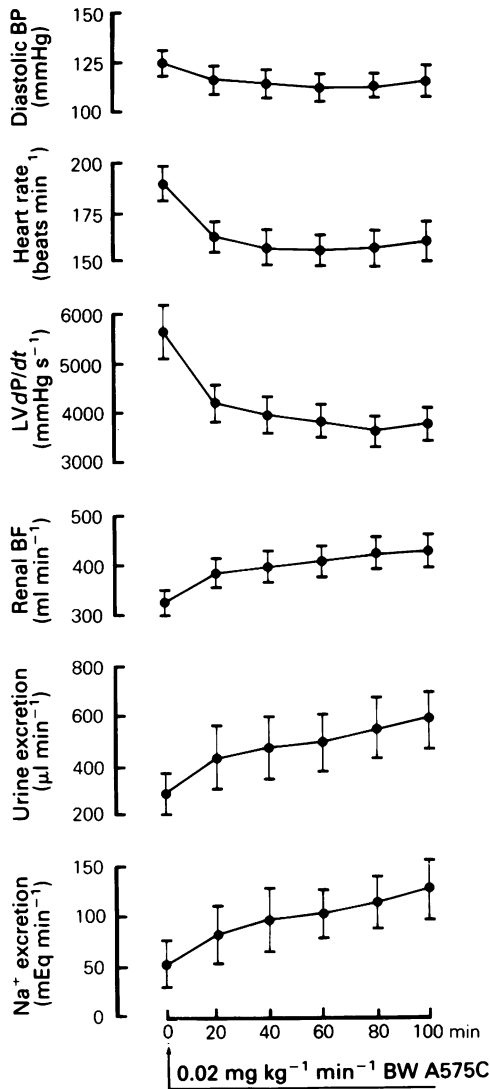 Diastolic BP
(mmHg)
150
125
100
Heart rate
(beats min⁻¹)
200
175
150
LVdP/dt
(mmHg s⁻¹)
6000
5000
4000
3000
Renal BF
(ml min⁻¹)
500
400
300
Urine excretion
(µl min⁻¹)
800
600
400
200
Na⁺ excretion
(mEq min⁻¹)
150
100
50
0
0 20 40 60 80 100 min
0.02 mg kg⁻¹ min⁻¹ BW A575C